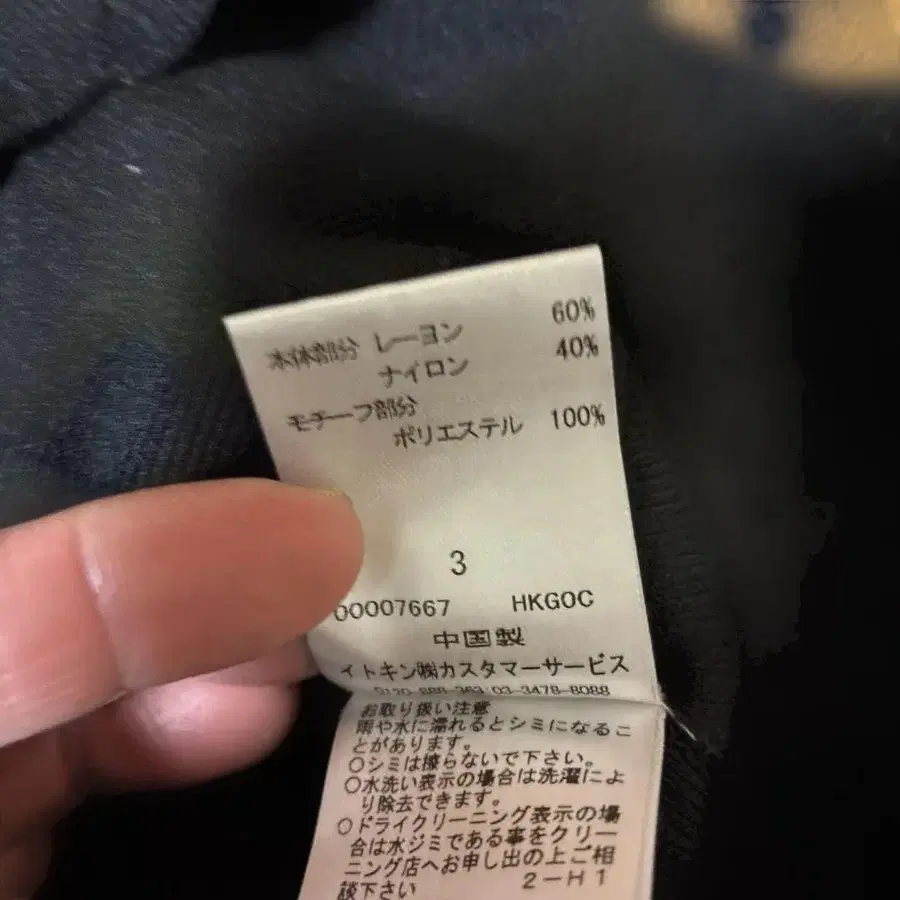 本体部分 レーヨン 60%
ナイロン 40%
モチーフ部分
ポリエステル 100%
3
00007667 HKGOC
中国製
イトキン㈱カスタマーサービス
0120-888-363 03-3478-8088
お取り扱い注意
雨や水に濡れるとシミになるこ
とがあります。
○シミは擦らないで下さい。
○水洗い表示の場合は洗濯によ
り除去できます。
○ドライクリーニング表示の場
合は水ジミである事をクリー
ニング店へお申し出の上ご相
談下さい 2-H1